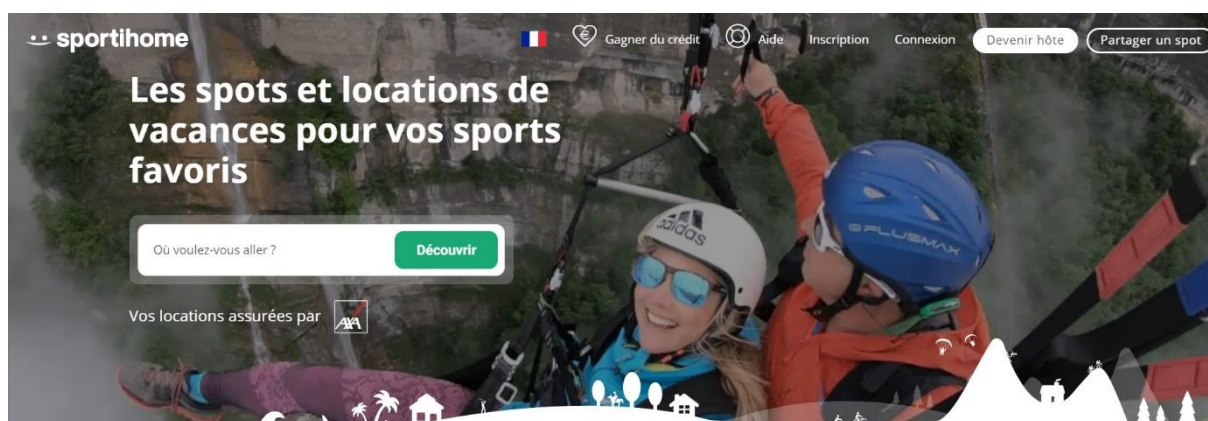 sportihome
Gagner du crédit Aide Inscription Connexion Devenir hôte Partager un spot
Les spots et locations de
vacances pour vos sports
favoris
Où voulez-vous aller ? Découvrir
Vos locations assurées par AXA
adidas
PLUSMAX